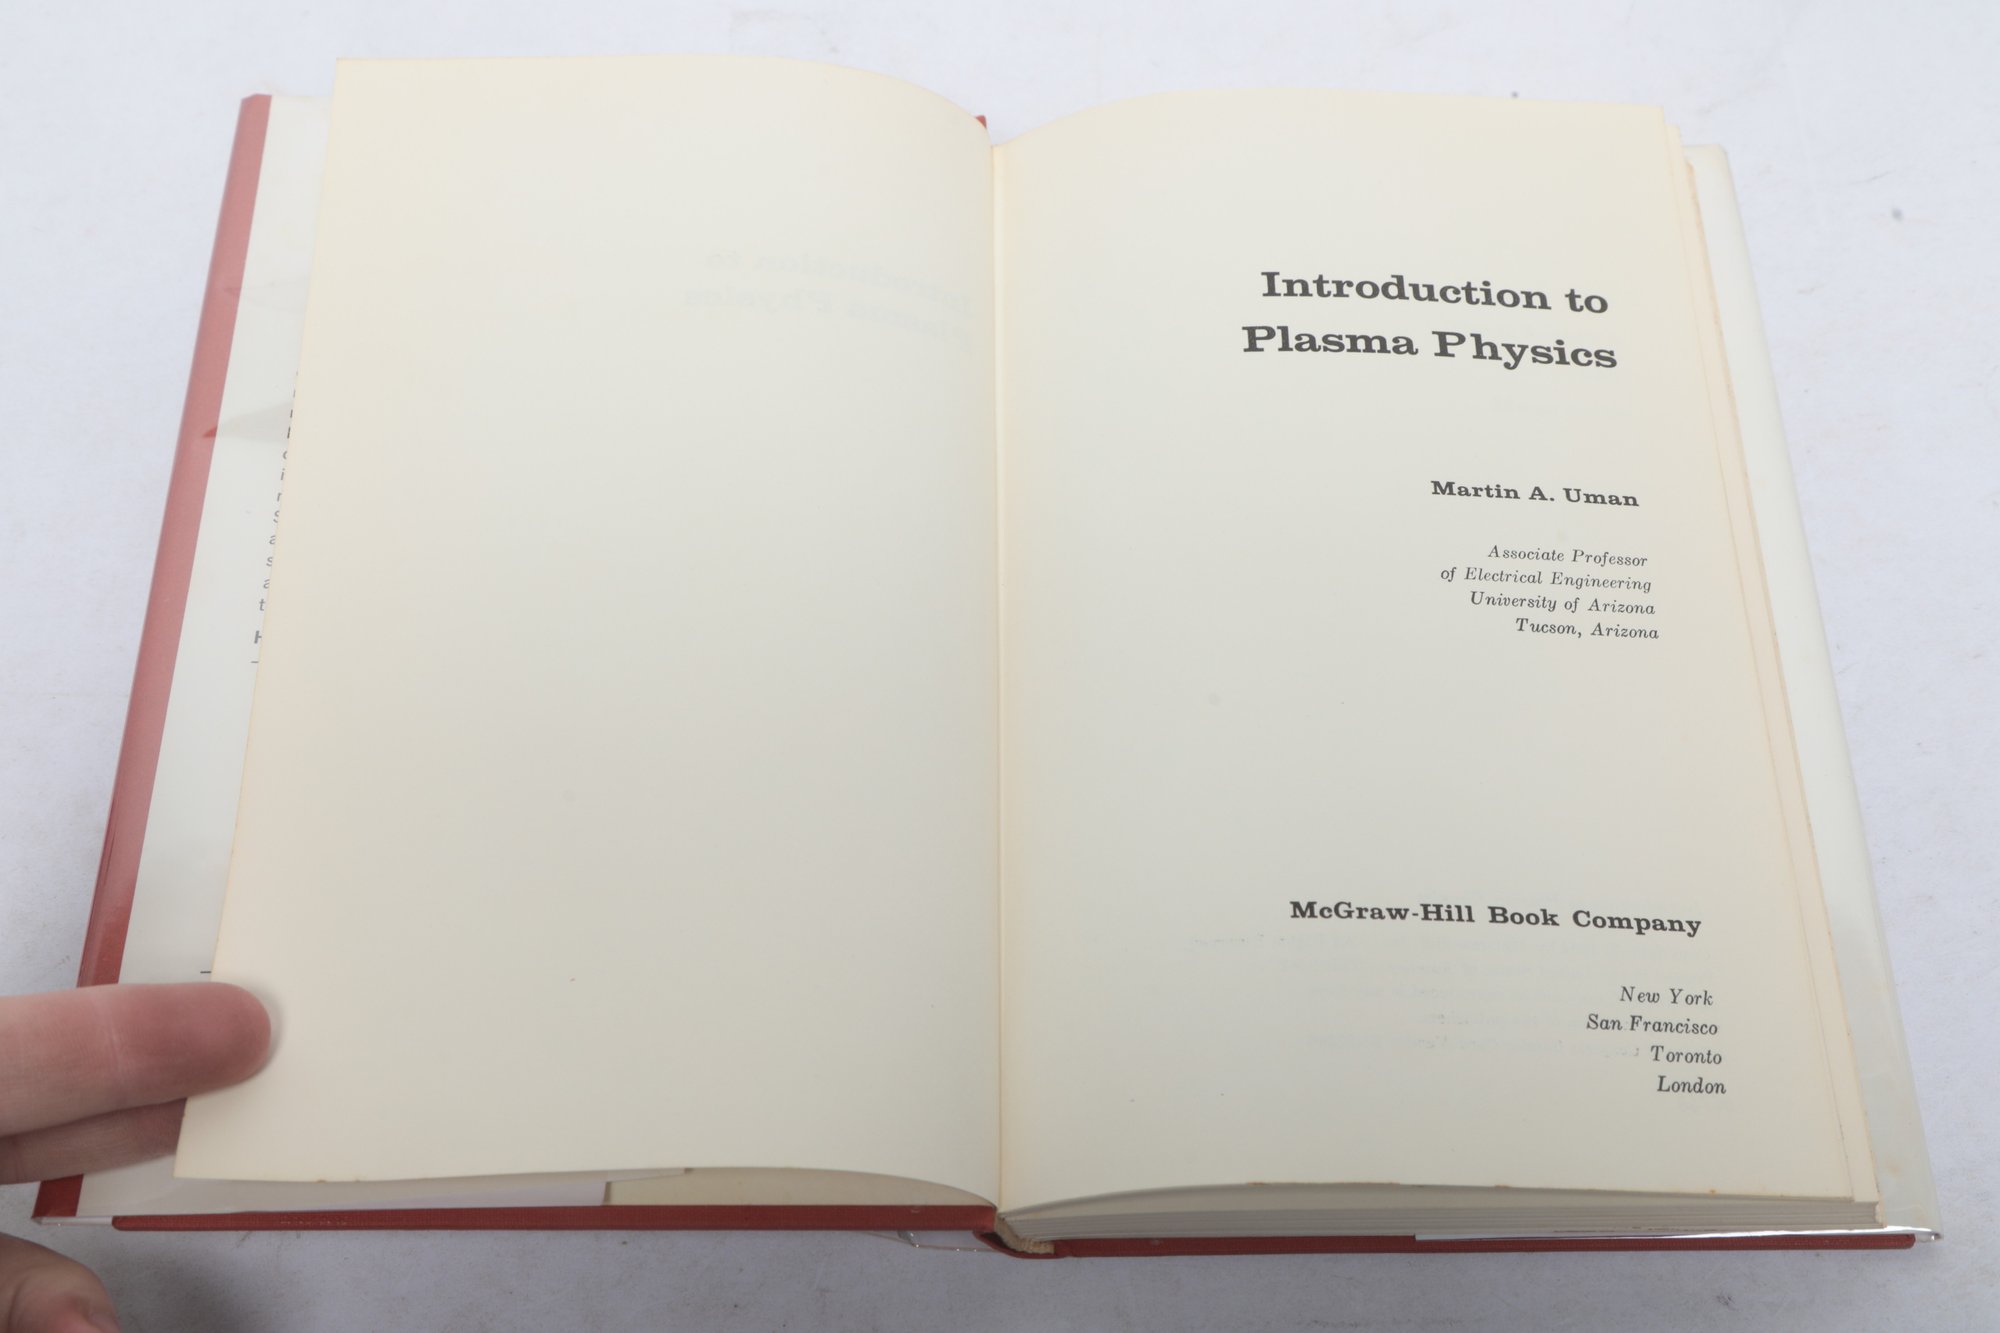 Introduction to
Plasma Physics
Martin A. Uman
Associate Professor
of Electrical Engineering
University of Arizona
Tucson, Arizona
McGraw-Hill Book Company
New York
San Francisco
Toronto
London